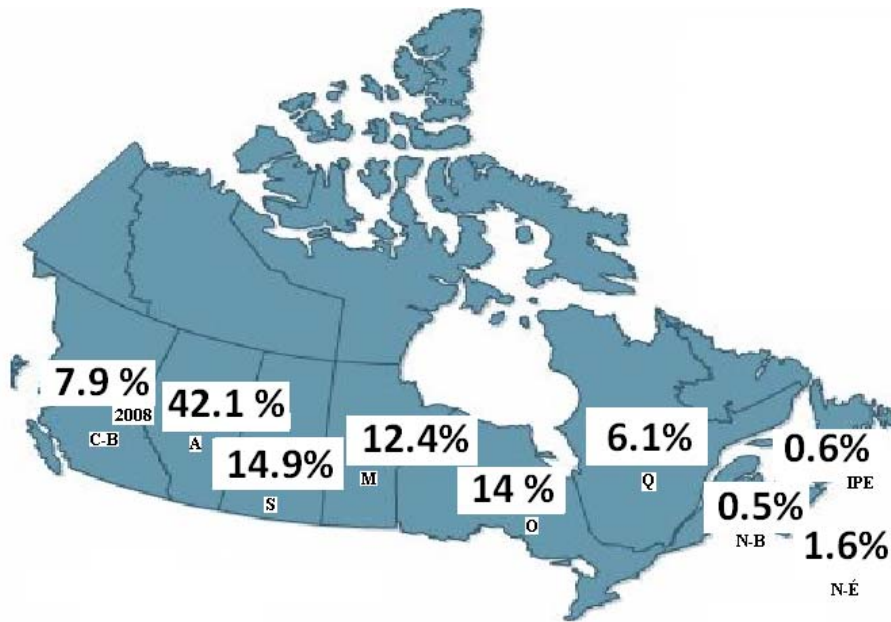 7.9 %
2008
C-B
42.1 %
A
14.9%
S
12.4%
M
14 %
O
6.1%
Q
0.6%
IPE
0.5%
N-B
1.6%
N-É